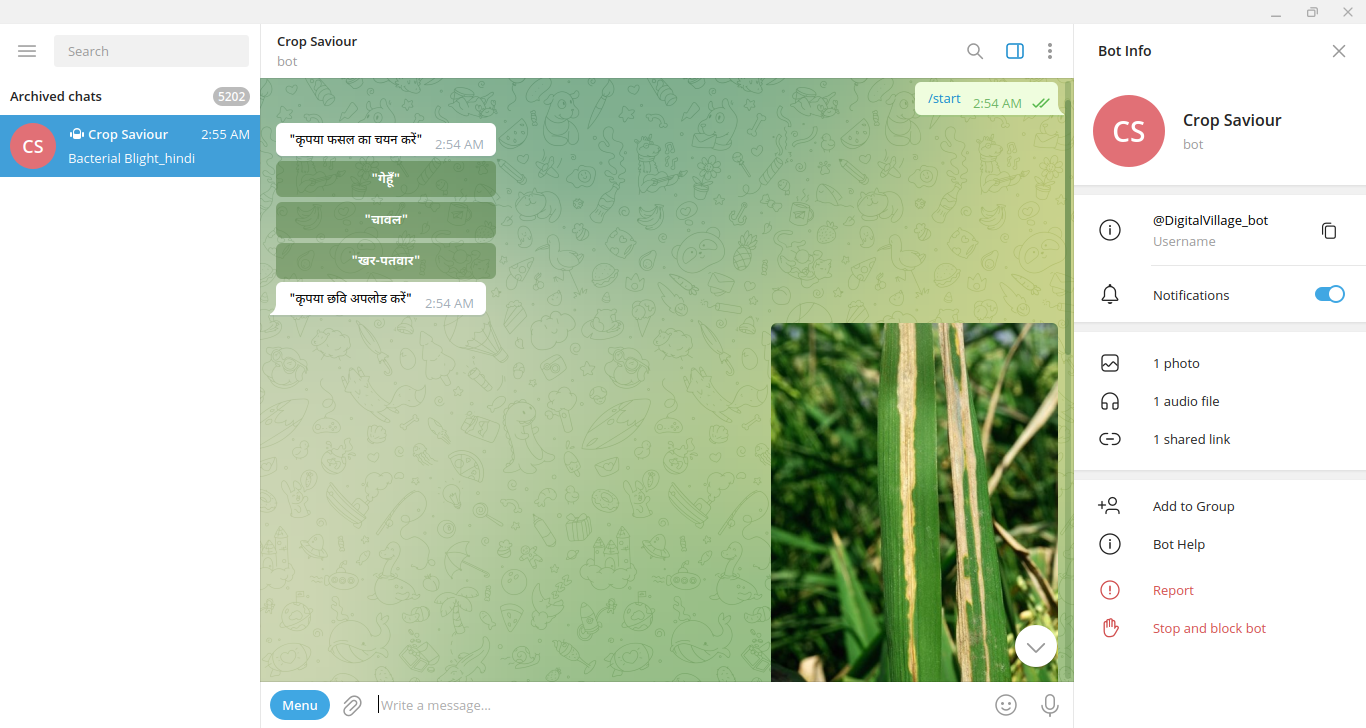 Search
Archived chats
5202
CS
Crop Saviour
2:55 AM
Bacterial Blight_hindi
Crop Saviour
bot
/start 2:54 AM
"कृपया फसल का चयन करें" 2:54 AM
"गेहूँ"
"चावल"
"खर-पतवार"
"कृपया छवि अपलोड करें" 2:54 AM
Menu
Write a message...
Bot Info
CS
Crop Saviour
bot
@DigitalVillage_bot
Username
Notifications
1 photo
1 audio file
1 shared link
Add to Group
Bot Help
Report
Stop and block bot